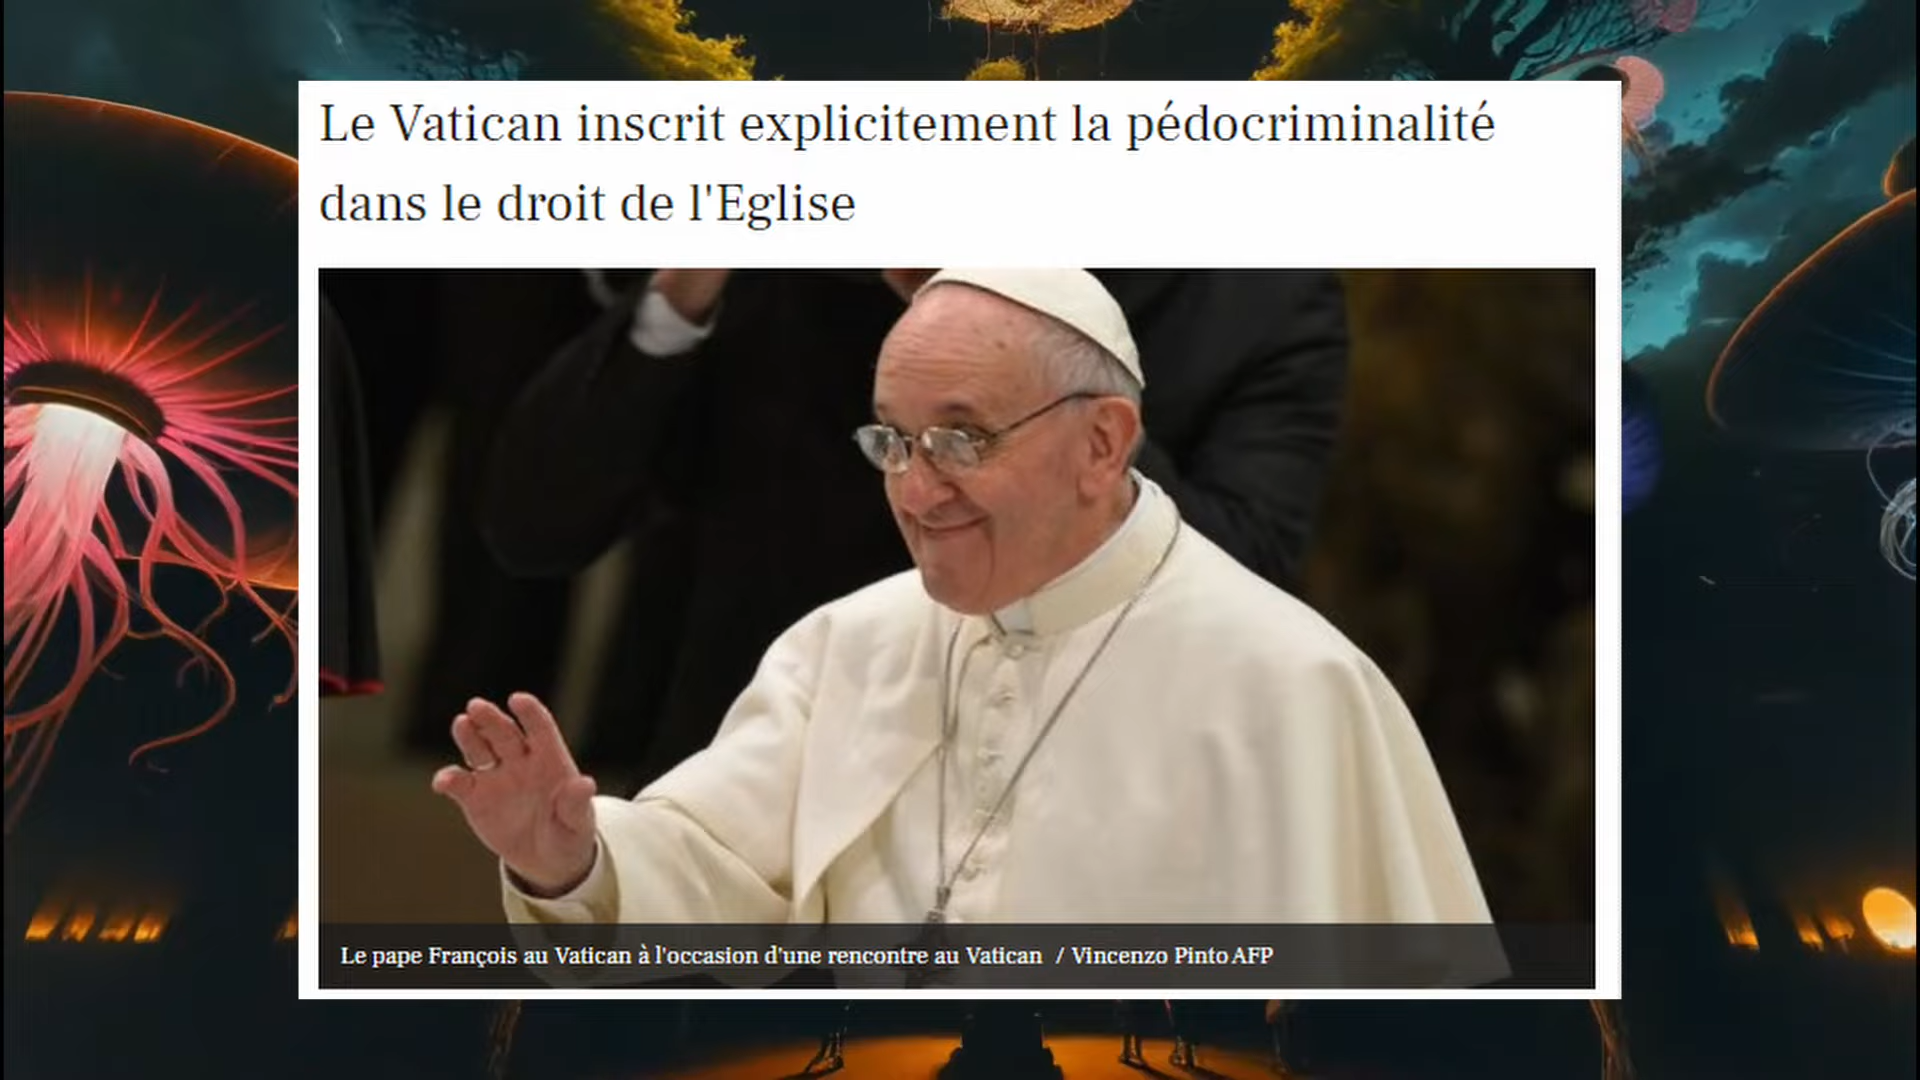 Le Vatican inscrit explicitement la pédocriminalité
dans le droit de l'Eglise
Le pape François au Vatican à l'occasion d'une rencontre au Vatican / Vincenzo Pinto AFP